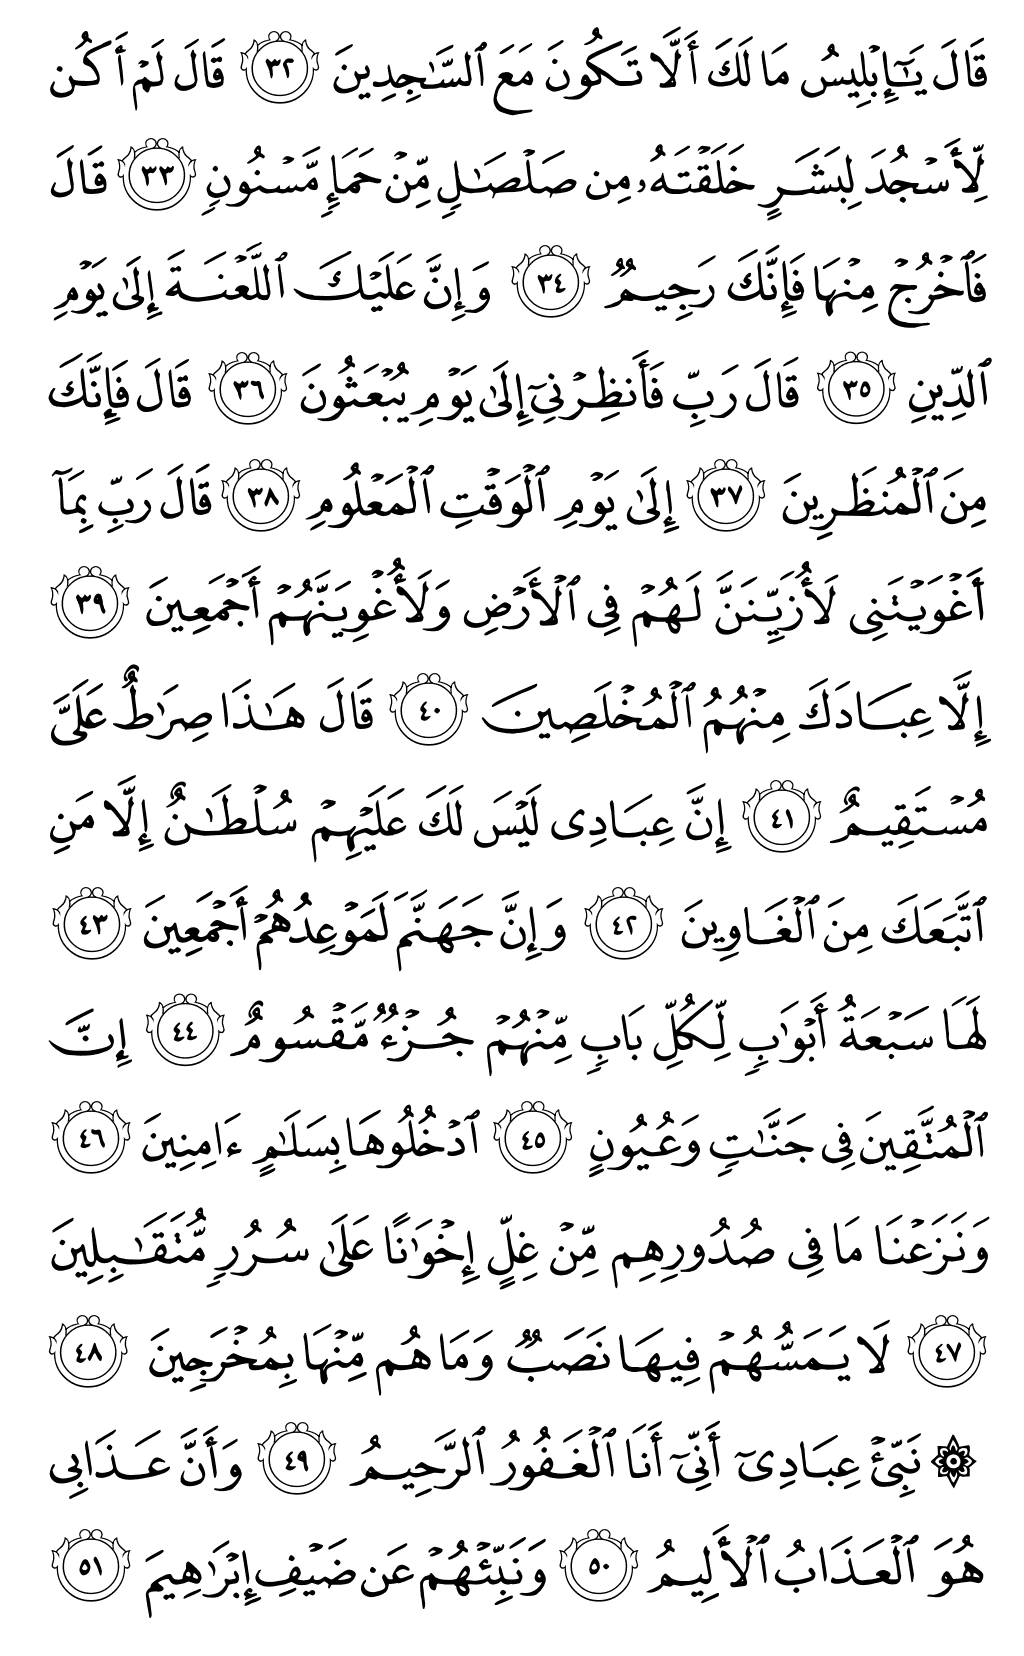 قَالَ يَـٰٓإِبْلِيسُ مَا لَكَ أَلَّا تَكُونَ مَعَ ٱلسَّـٰجِدِينَ ٣٢ قَالَ لَمْ أَكُن
لِّأَسْجُدَ لِبَشَرٍ خَلَقْتَهُۥ مِن صَلْصَـٰلٍ مِّنْ حَمَإٍ مَّسْنُونٍ ٣٣ قَالَ
فَٱخْرُجْ مِنْهَا فَإِنَّكَ رَجِيمٌ ٣٤ وَإِنَّ عَلَيْكَ ٱللَّعْنَةَ إِلَىٰ يَوْمِ
ٱلدِّينِ ٣٥ قَالَ رَبِّ فَأَنظِرْنِىٓ إِلَىٰ يَوْمِ يُبْعَثُونَ ٣٦ قَالَ فَإِنَّكَ
مِنَ ٱلْمُنظَرِينَ ٣٧ إِلَىٰ يَوْمِ ٱلْوَقْتِ ٱلْمَعْلُومِ ٣٨ قَالَ رَبِّ بِمَآ
أَغْوَيْتَنِى لَأُزَيِّنَنَّ لَهُمْ فِى ٱلْأَرْضِ وَلَأُغْوِيَنَّهُمْ أَجْمَعِينَ ٣٩
إِلَّا عِبَادَكَ مِنْهُمُ ٱلْمُخْلَصِينَ ٤٠ قَالَ هَـٰذَا صِرَٰطٌ عَلَىَّ
مُسْتَقِيمٌ ٤١ إِنَّ عِبَادِى لَيْسَ لَكَ عَلَيْهِمْ سُلْطَـٰنٌ إِلَّا مَنِ
ٱتَّبَعَكَ مِنَ ٱلْغَاوِينَ ٤٢ وَإِنَّ جَهَنَّمَ لَمَوْعِدُهُمْ أَجْمَعِينَ ٤٣
لَهَا سَبْعَةُ أَبْوَٰبٍ لِّكُلِّ بَابٍ مِّنْهُمْ جُزْءٌ مَّقْسُومٌ ٤٤ إِنَّ
ٱلْمُتَّقِينَ فِى جَنَّـٰتٍ وَعُيُونٍ ٤٥ ٱدْخُلُوهَا بِسَلَـٰمٍ ءَامِنِينَ ٤٦
وَنَزَعْنَا مَا فِى صُدُورِهِم مِّنْ غِلٍّ إِخْوَٰنًا عَلَىٰ سُرُرٍ مُّتَقَـٰبِلِينَ
٤٧ لَا يَمَسُّهُمْ فِيهَا نَصَبٌ وَمَا هُم مِّنْهَا بِمُخْرَجِينَ ٤٨
۞ نَبِّئْ عِبَادِىٓ أَنِّىٓ أَنَا ٱلْغَفُورُ ٱلرَّحِيمُ ٤٩ وَأَنَّ عَذَابِى
هُوَ ٱلْعَذَابُ ٱلْأَلِيمُ ٥٠ وَنَبِّئْهُمْ عَن ضَيْفِ إِبْرَٰهِيمَ ٥١